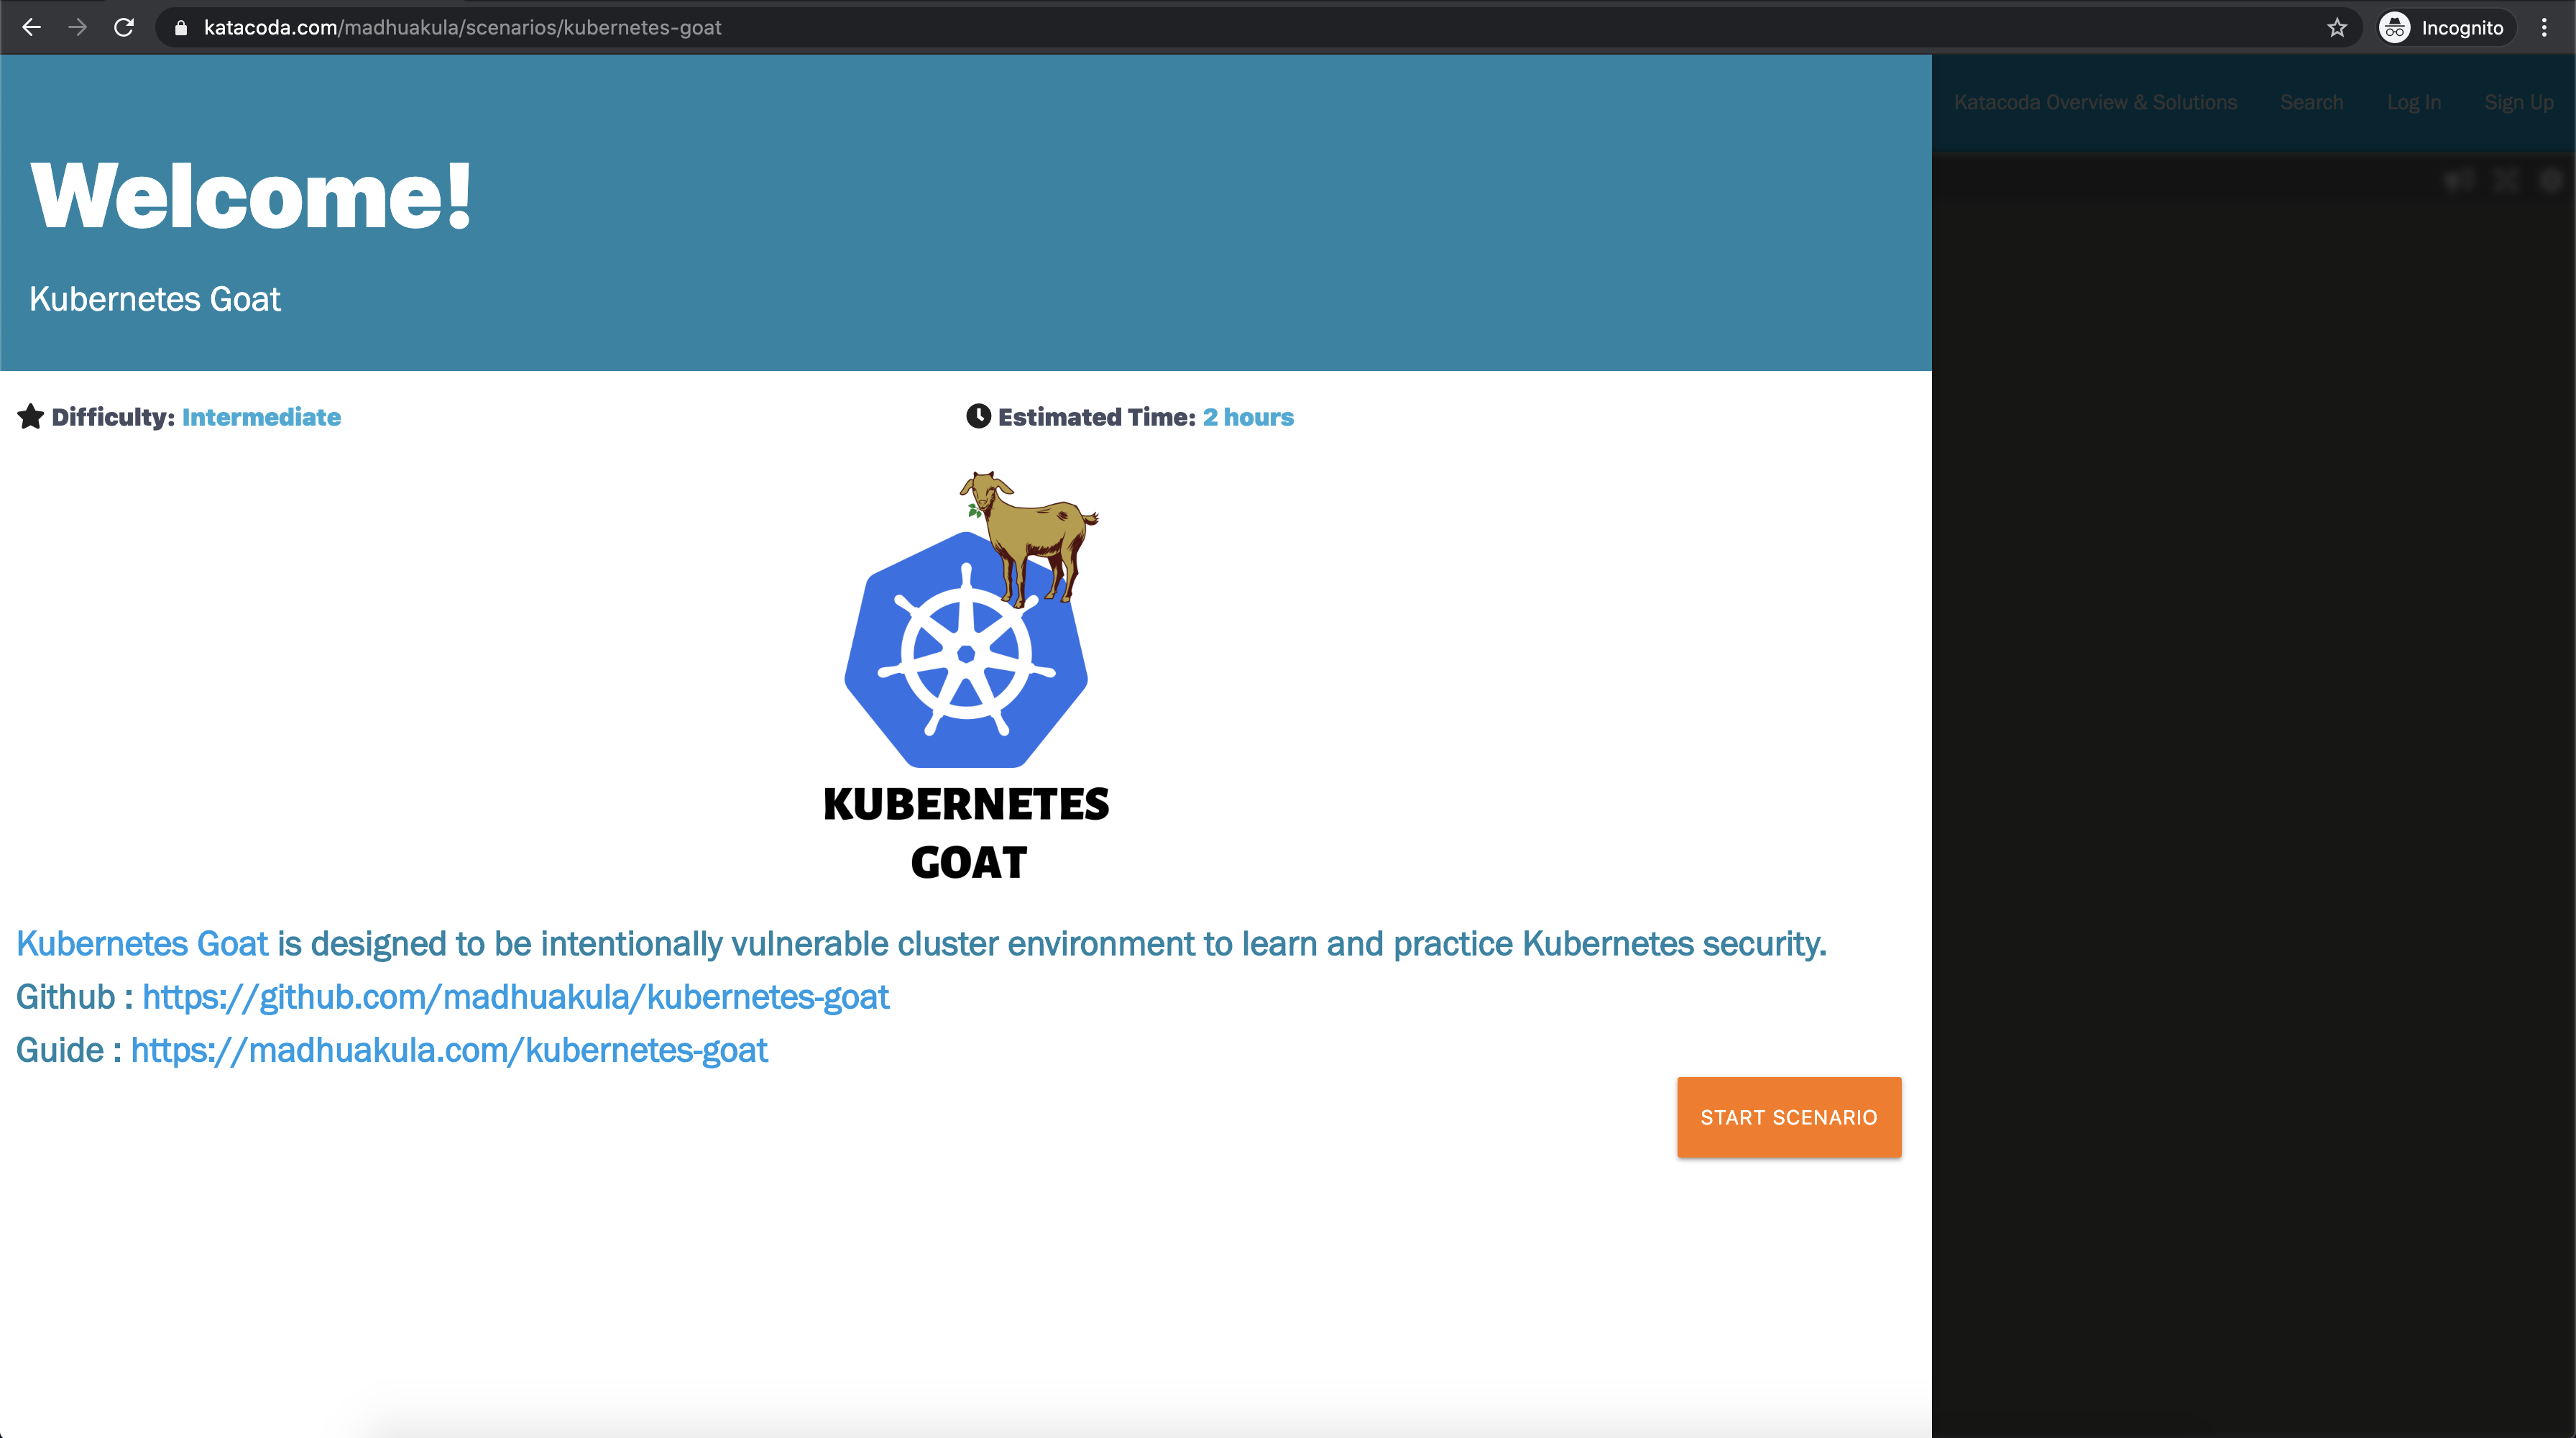 katacoda.com/madhuakula/scenarios/kubernetes-goat
Incognito
Katacoda Overview & Solutions Search Log In Sign Up
Welcome!
Kubernetes Goat
Difficulty: Intermediate
Estimated Time: 2 hours
KUBERNETES
GOAT
Kubernetes Goat is designed to be intentionally vulnerable cluster environment to learn and practice Kubernetes security.
Github : https://github.com/madhuakula/kubernetes-goat
Guide : https://madhuakula.com/kubernetes-goat
START SCENARIO